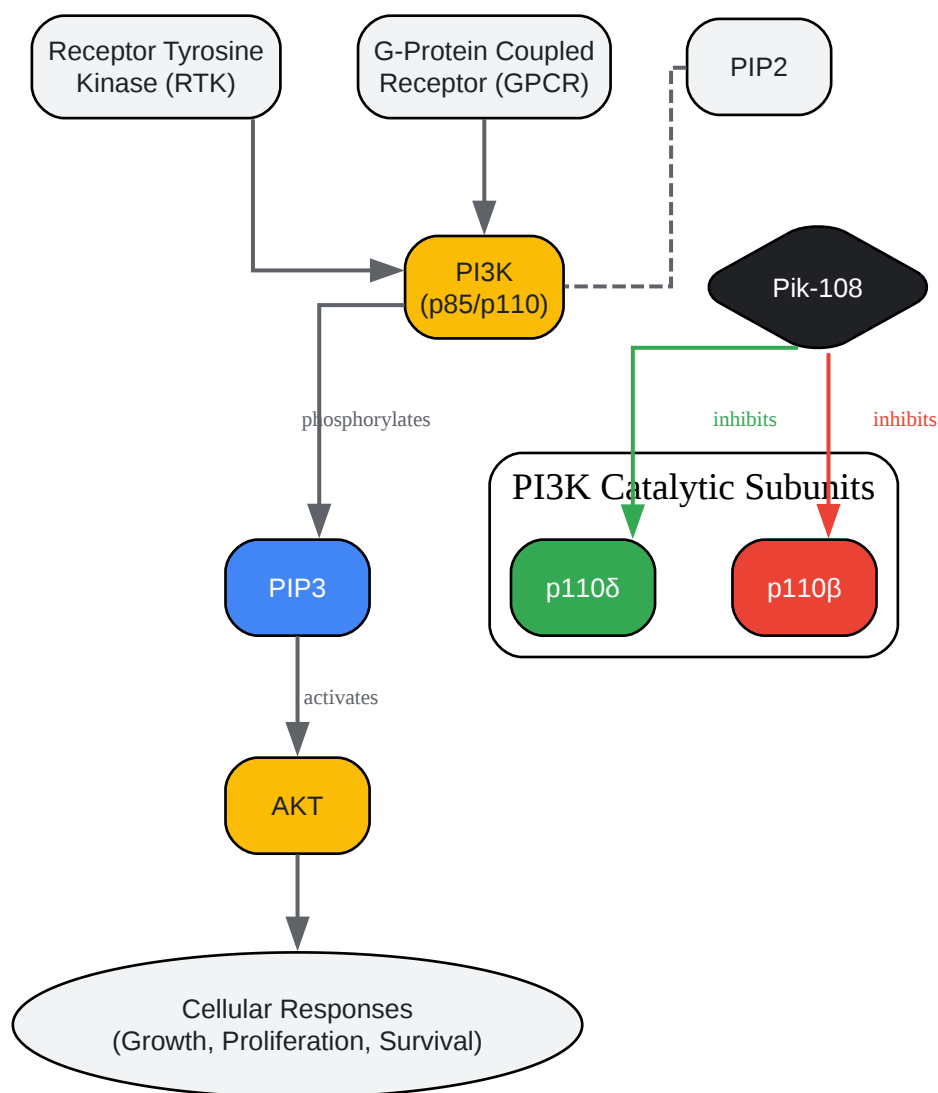 Receptor Tyrosine
Kinase (RTK)
G-Protein Coupled
Receptor (GPCR)
PIP2
PI3K
(p85/p110)
Pik-108
phosphorylates
inhibits
inhibits
PI3K Catalytic Subunits
PIP3
p110δ
p110β
activates
AKT
Cellular Responses
(Growth, Proliferation, Survival)